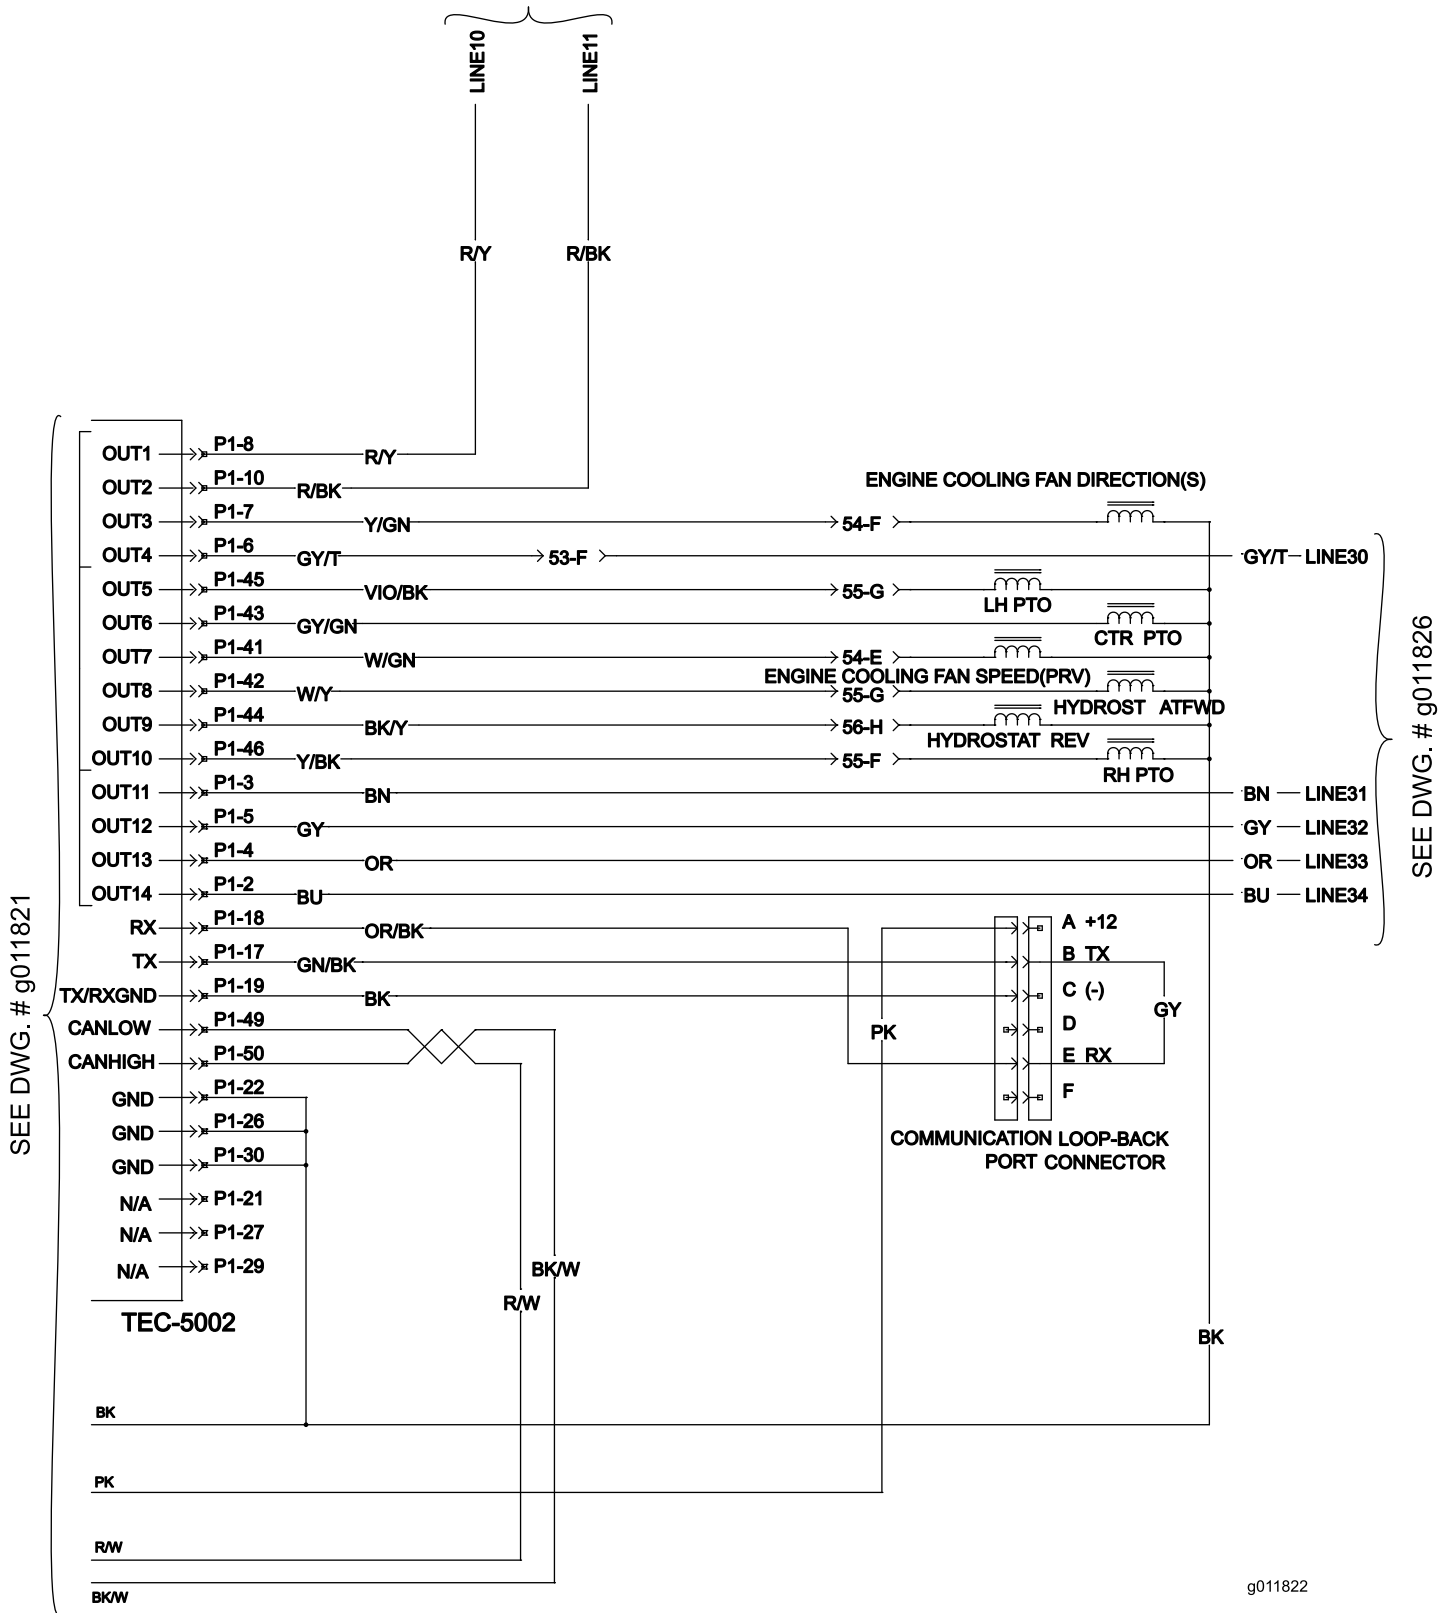 LINE10
LINE11
R/Y
R/BK
OUT1 P1-8 R/Y
OUT2 P1-10 R/BK
ENGINE COOLING FAN DIRECTION(S)
OUT3 P1-7 Y/GN 54-F
OUT4 P1-6 GY/T 53-F GY/T LINE30
OUT5 P1-45 VIO/BK 55-G
LH PTO
OUT6 P1-43 GY/GN
CTR PTO
OUT7 P1-41 W/GN 54-E
ENGINE COOLING FAN SPEED(PRV)
OUT8 P1-42 W/Y 55-G
HYDROST ATFWD
OUT9 P1-44 BK/Y 56-H
HYDROSTAT REV
OUT10 P1-46 Y/BK 55-F
RH PTO
OUT11 P1-3 BN BN LINE31
OUT12 P1-5 GY GY LINE32
OUT13 P1-4 OR OR LINE33
OUT14 P1-2 BU BU LINE34
SEE DWG. # g011826
RX P1-18 OR/BK A +12
TX P1-17 GN/BK B TX
TX/RXGND P1-19 BK C (-)
GY
CANLOW P1-49 PK D
CANHIGH P1-50 E RX
GND P1-22 F
GND P1-26
COMMUNICATION LOOP-BACK
PORT CONNECTOR
GND P1-30
N/A P1-21
N/A P1-27
N/A P1-29
SEE DWG. # g011821
BK/W
R/W
TEC-5002
BK
BK
PK
R/W
BK/W
g011822